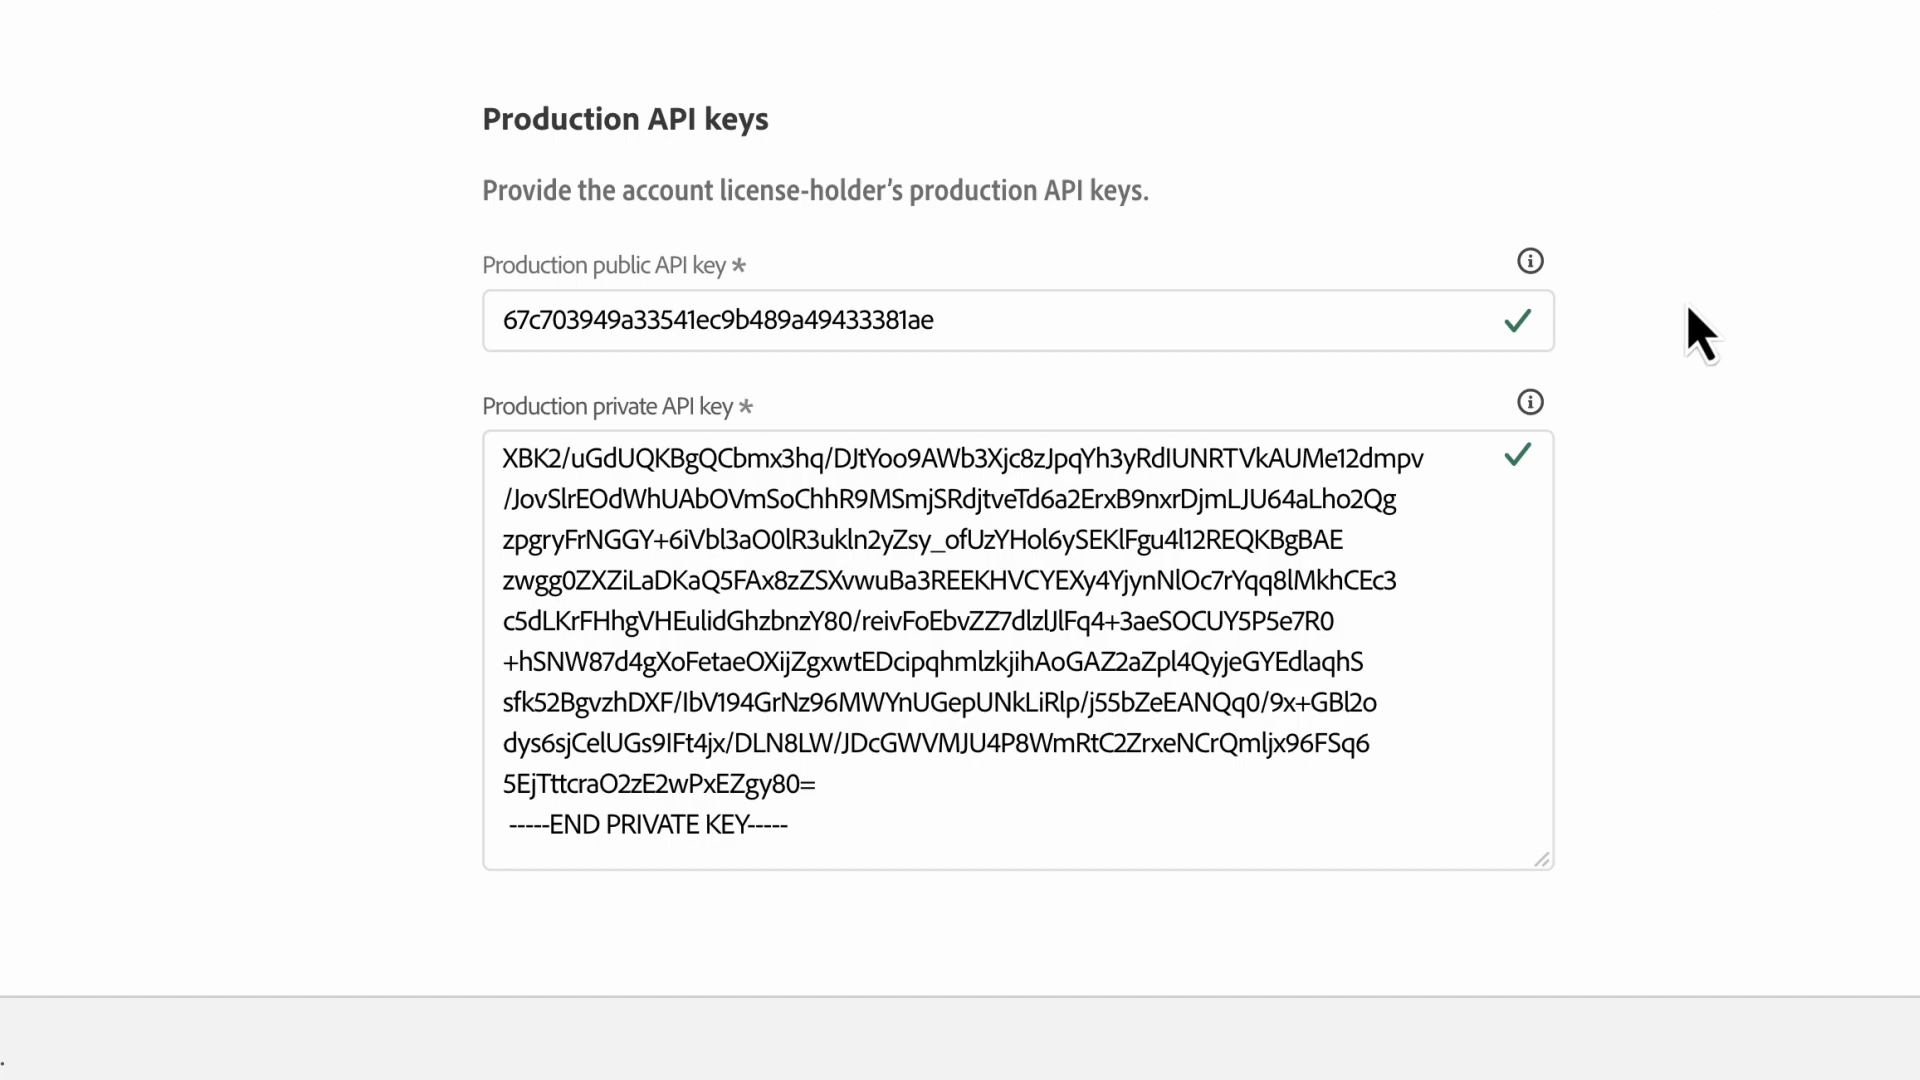 Production API keys
Provide the account license-holder’s production API keys.
Production public API key *
67c703949a33541ec9b489a49433381ae
Production private API key *
XBK2/uGdUQKBgQCbmx3hq/DJtYoo9AWb3Xjc8zJpqYh3yRdIUNRTVkAUMe12dmpv
/JovSlrEOdWhUAbOVmSoChhR9MSmjSRdjtveTd6a2ErxB9nxrDjmLJU64aLho2Qg
zpgryFrNGGY+6iVbl3aO0lR3ukln2yZsy_ofUzYHol6ySEKlFgu4l12REQKBgBAE
zwgg0ZXZiLaDKaQ5FAx8zZSXvwuBa3REEKHVCYEXy4YjynNlOc7rYqq8lMkhCEc3
c5dLKrFHhgVHEulidGhzbnzY80/reivFoEbvZZ7dlzlJlFq4+3aeSOCUY5P5e7R0
+hSNW87d4gXoFetaeOXijZgxwtEDcipqhmlzkjihAoGAZ2aZpl4QyjeGYEdlaqhS
sfk52BgvzhDXF/IbV194GrNz96MWYnUGepUNkLiRlp/j55bZeEANQq0/9x+GBl2o
dys6sjCelUGs9IFt4jx/DLN8LW/JDcGWVMJU4P8WmRtC2ZrxeNCrQmljx96FSq6
5EjTttcraO2zE2wPxEZgy80=
-----END PRIVATE KEY-----